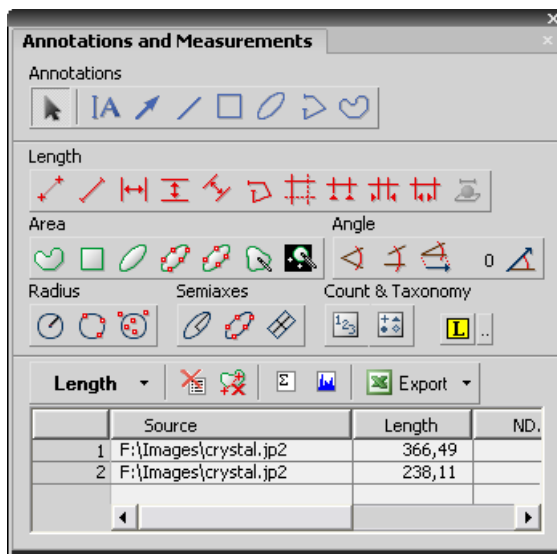 Annotations and Measurements
Annotations
A
Length
Area Angle
0
Radius Semiaxes Count & Taxonomy
123 L ..
Length Σ Export
Source Length ND.
1 F:\Images\crystal.jp2 366,49
2 F:\Images\crystal.jp2 238,11